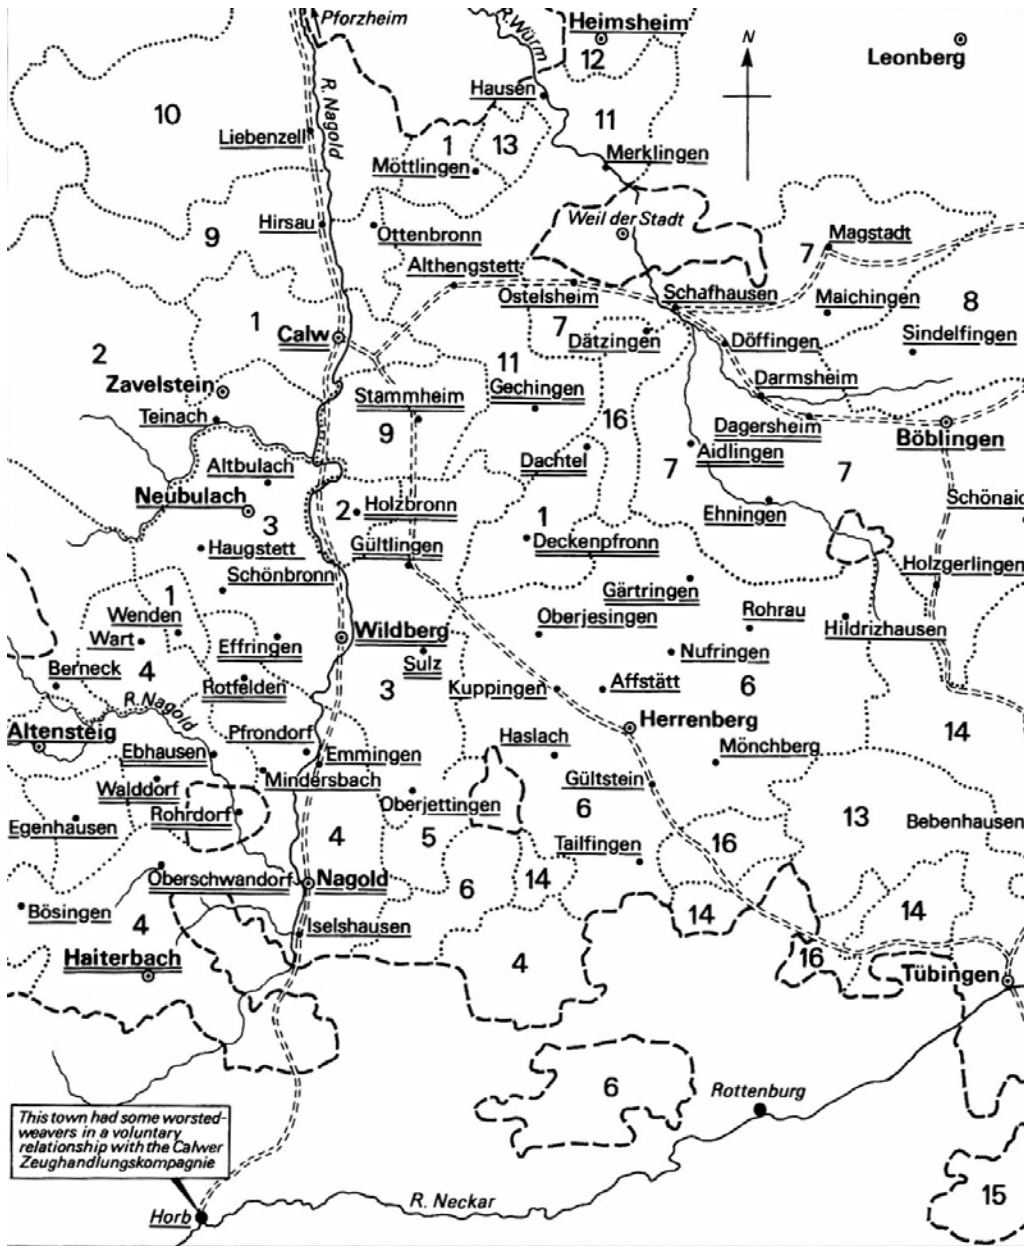 Pforzheim
R. Würm
Heimsheim
N
Leonberg
12
Hausen
10
R. Nagold
11
Liebenzell
1
13
Merklingen
Möttlingen
Weil der Stadt
Hirsau
9
Ottenbronn
Magstadt
7
Althengstett
Ostelsheim
Schafhausen
Maichingen
8
1
Calw
7
Dätzingen
Döffingen
Sindelfingen
2
11
Zavelstein
Stammheim
Gechingen
Darmsheim
Teinach
9
16
Dagersheim
Böblingen
Altbulach
Dachtel
7
Aidlingen
7
Neubulach
2
Holzbronn
Schönaic
3
1
Ehningen
Haugstett
Gültlingen
Deckenpfronn
Holzgerlingen
Schönbronn
1
Gärtringen
Wenden
Oberjesingen
Rohrau
Wart
Effringen
Wildberg
Hildrizhausen
4
Sulz
Nufringen
Berneck
Rotfelden
3
Kuppingen
Affstätt
6
R. Nagold
Altensteig
Pfrondorf
Herrenberg
14
Ebhausen
Emmingen
Haslach
Mönchberg
Walddorf
Mindersbach
Gültstein
Rohrdorf
Oberjettingen
6
13
Egenhausen
4
5
Tailfingen
16
Bebenhausen
Oberschwandorf
Nagold
6
14
Bösingen
14
14
4
Iselshausen
Haiterbach
4
16
Tübingen
6
Rottenburg
This town had some worsted-
weavers in a voluntary
relationship with the Calwer
Zeughandlungskompagnie
15
R. Neckar
Horb